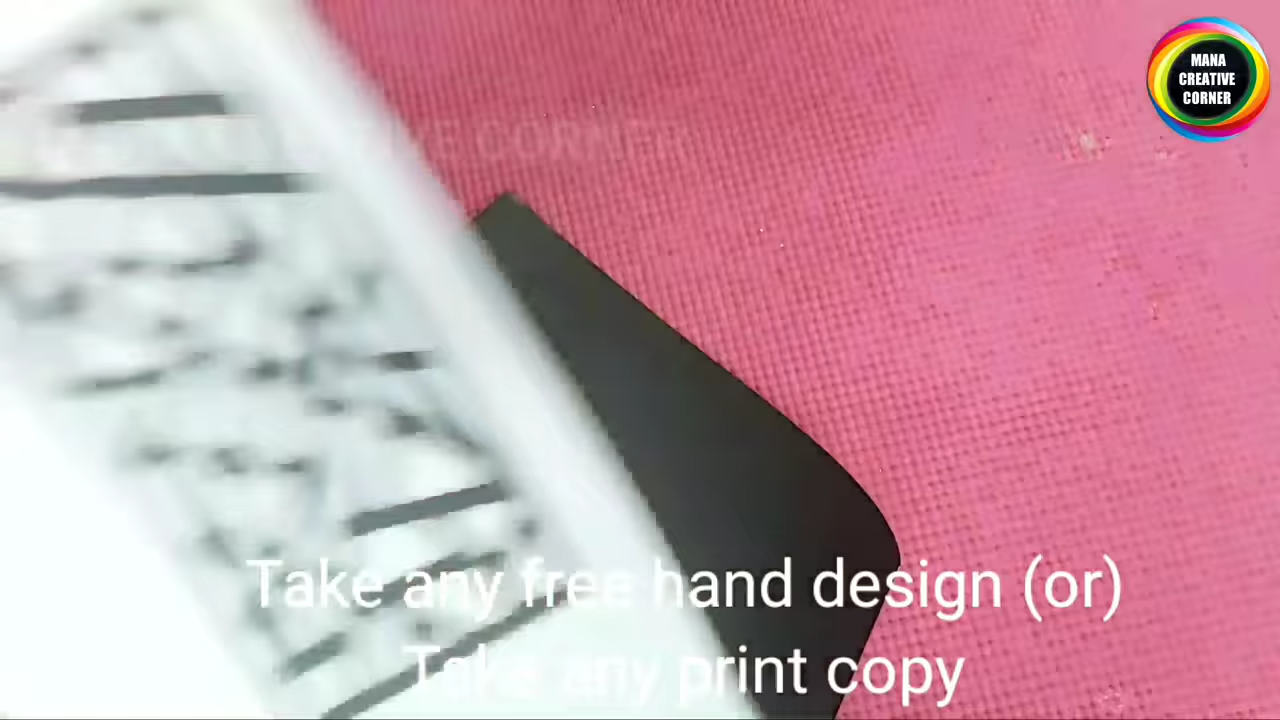 MANA
CREATIVE
CORNER
Take any free hand design (or)
Take any print copy